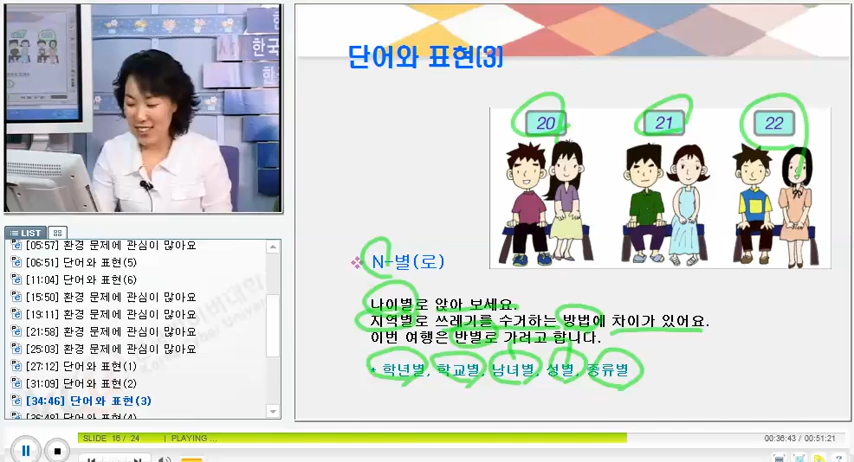 단어와 표현(3)
20
21
22
N-별(로)
나이별로 앉아 보세요.
지역별로 쓰레기를 수거하는 방법에 차이가 있어요.
이번 여행은 반별로 가려고 합니다.
* 학년별, 학교별, 남녀별, 성별, 종류별
LIST
[05:57] 환경 문제에 관심이 많아요
[06:51] 단어와 표현(5)
[11:04] 단어와 표현(6)
[15:50] 환경 문제에 관심이 많아요
[19:11] 환경 문제에 관심이 많아요
[21:58] 환경 문제에 관심이 많아요
[25:03] 환경 문제에 관심이 많아요
[27:12] 단어와 표현(1)
[31:09] 단어와 표현(2)
[34:46] 단어와 표현(3)
[36:48] 단어와 표현(4)
SLIDE 16 / 24 | PLAYING ...
00:36:43 / 00:51:21